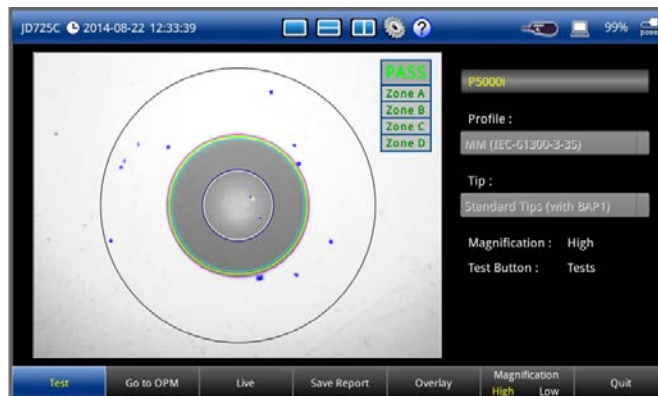 JD725C 2014-08-22 12:33:39
? 99%
PASS
Zone A
Zone B
Zone C
Zone D
P5000I
Profile :
MM (IEC-61300-3-35)
Tip :
Standard Tips (with BAP1)
Magnification : High
Test Button : Tests
Test
Go to OPM
Live
Save Report
Overlay
Magnification
High Low
Quit